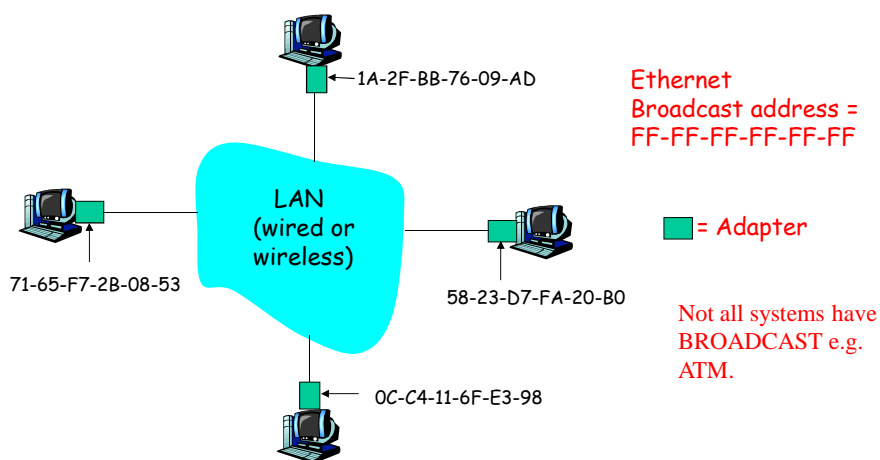 1A-2F-BB-76-09-AD
Ethernet
Broadcast address =
FF-FF-FF-FF-FF-FF
LAN
(wired or
wireless)
= Adapter
71-65-F7-2B-08-53
58-23-D7-FA-20-B0
Not all systems have
BROADCAST e.g.
ATM.
0C-C4-11-6F-E3-98